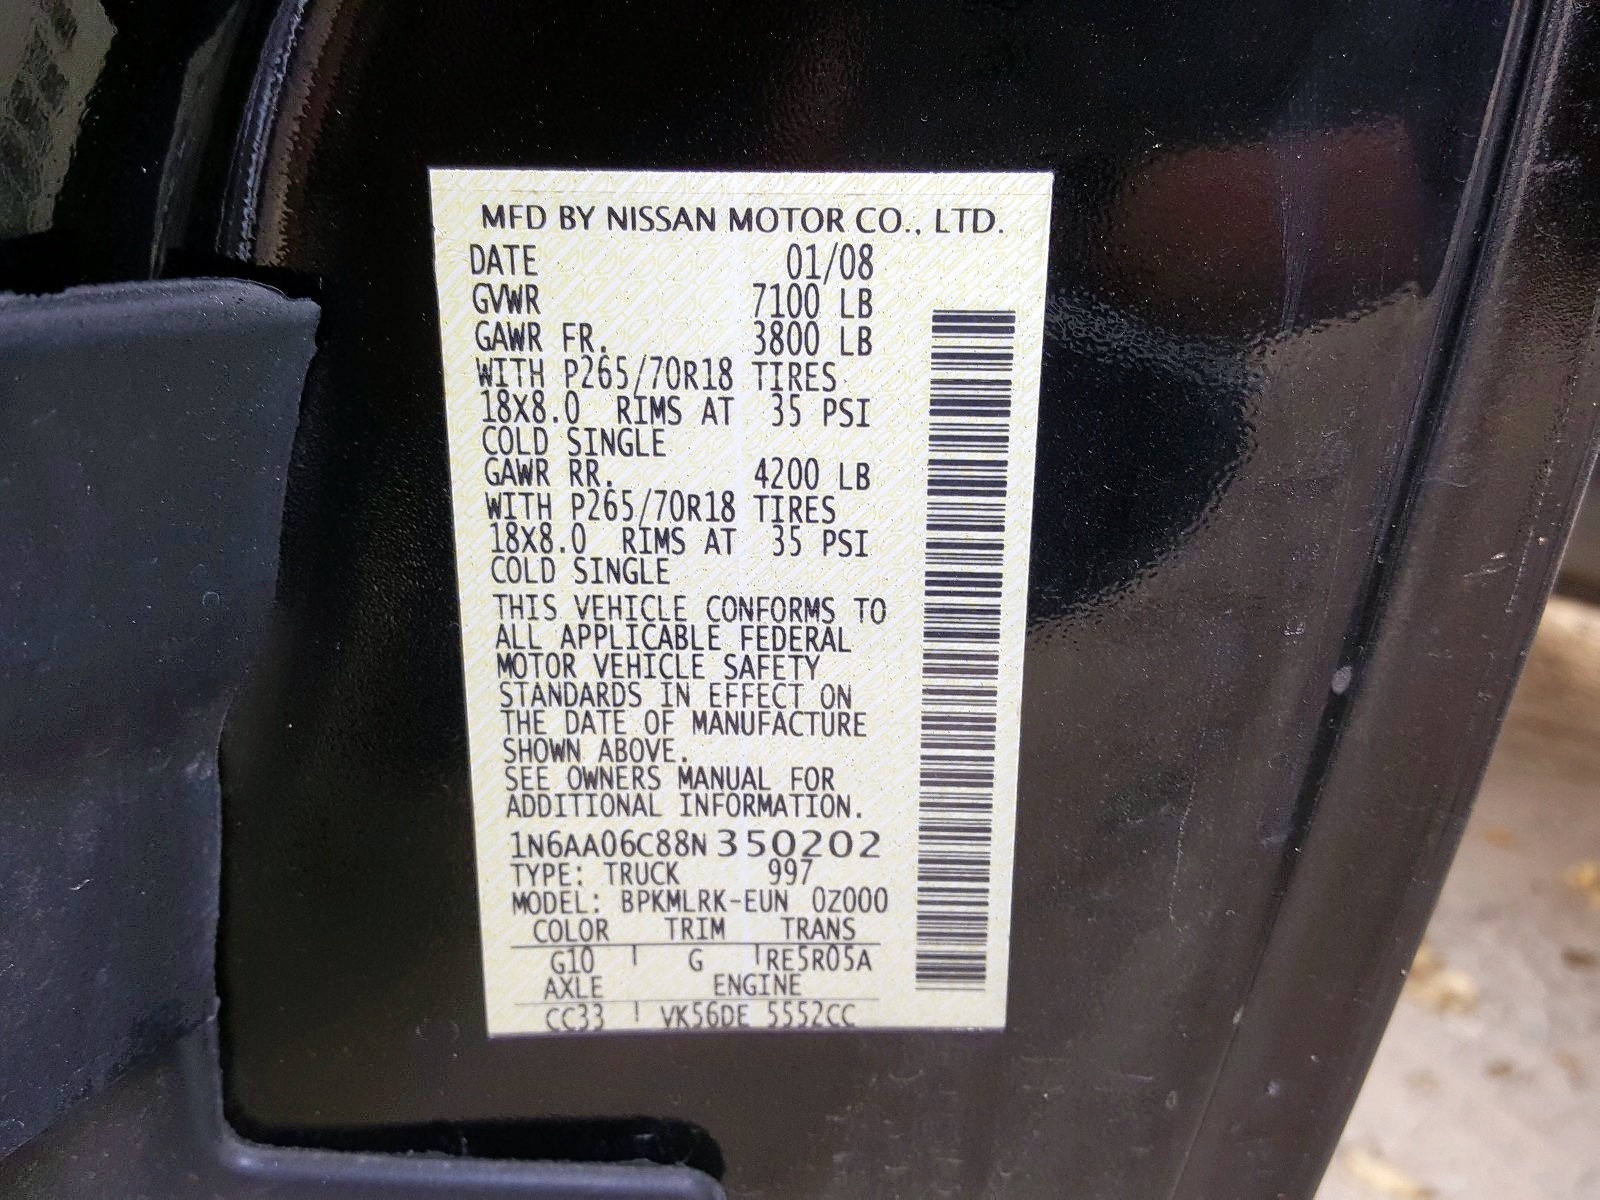 MFD BY NISSAN MOTOR CO., LTD.
DATE 01/08
GVWR 7100 LB
GAWR FR. 3800 LB
WITH P265/70R18 TIRES
18X8.0 RIMS AT 35 PSI
COLD SINGLE
GAWR RR. 4200 LB
WITH P265/70R18 TIRES
18X8.0 RIMS AT 35 PSI
COLD SINGLE
THIS VEHICLE CONFORMS TO
ALL APPLICABLE FEDERAL
MOTOR VEHICLE SAFETY
STANDARDS IN EFFECT ON
THE DATE OF MANUFACTURE
SHOWN ABOVE.
SEE OWNERS MANUAL FOR
ADDITIONAL INFORMATION.
1N6AA06C88N350202
TYPE: TRUCK 997
MODEL: BPKMLRK-EUN 0Z000
COLOR TRIM TRANS
G10 G RE5R05A
AXLE ENGINE
CC33 VK56DE 5552CC